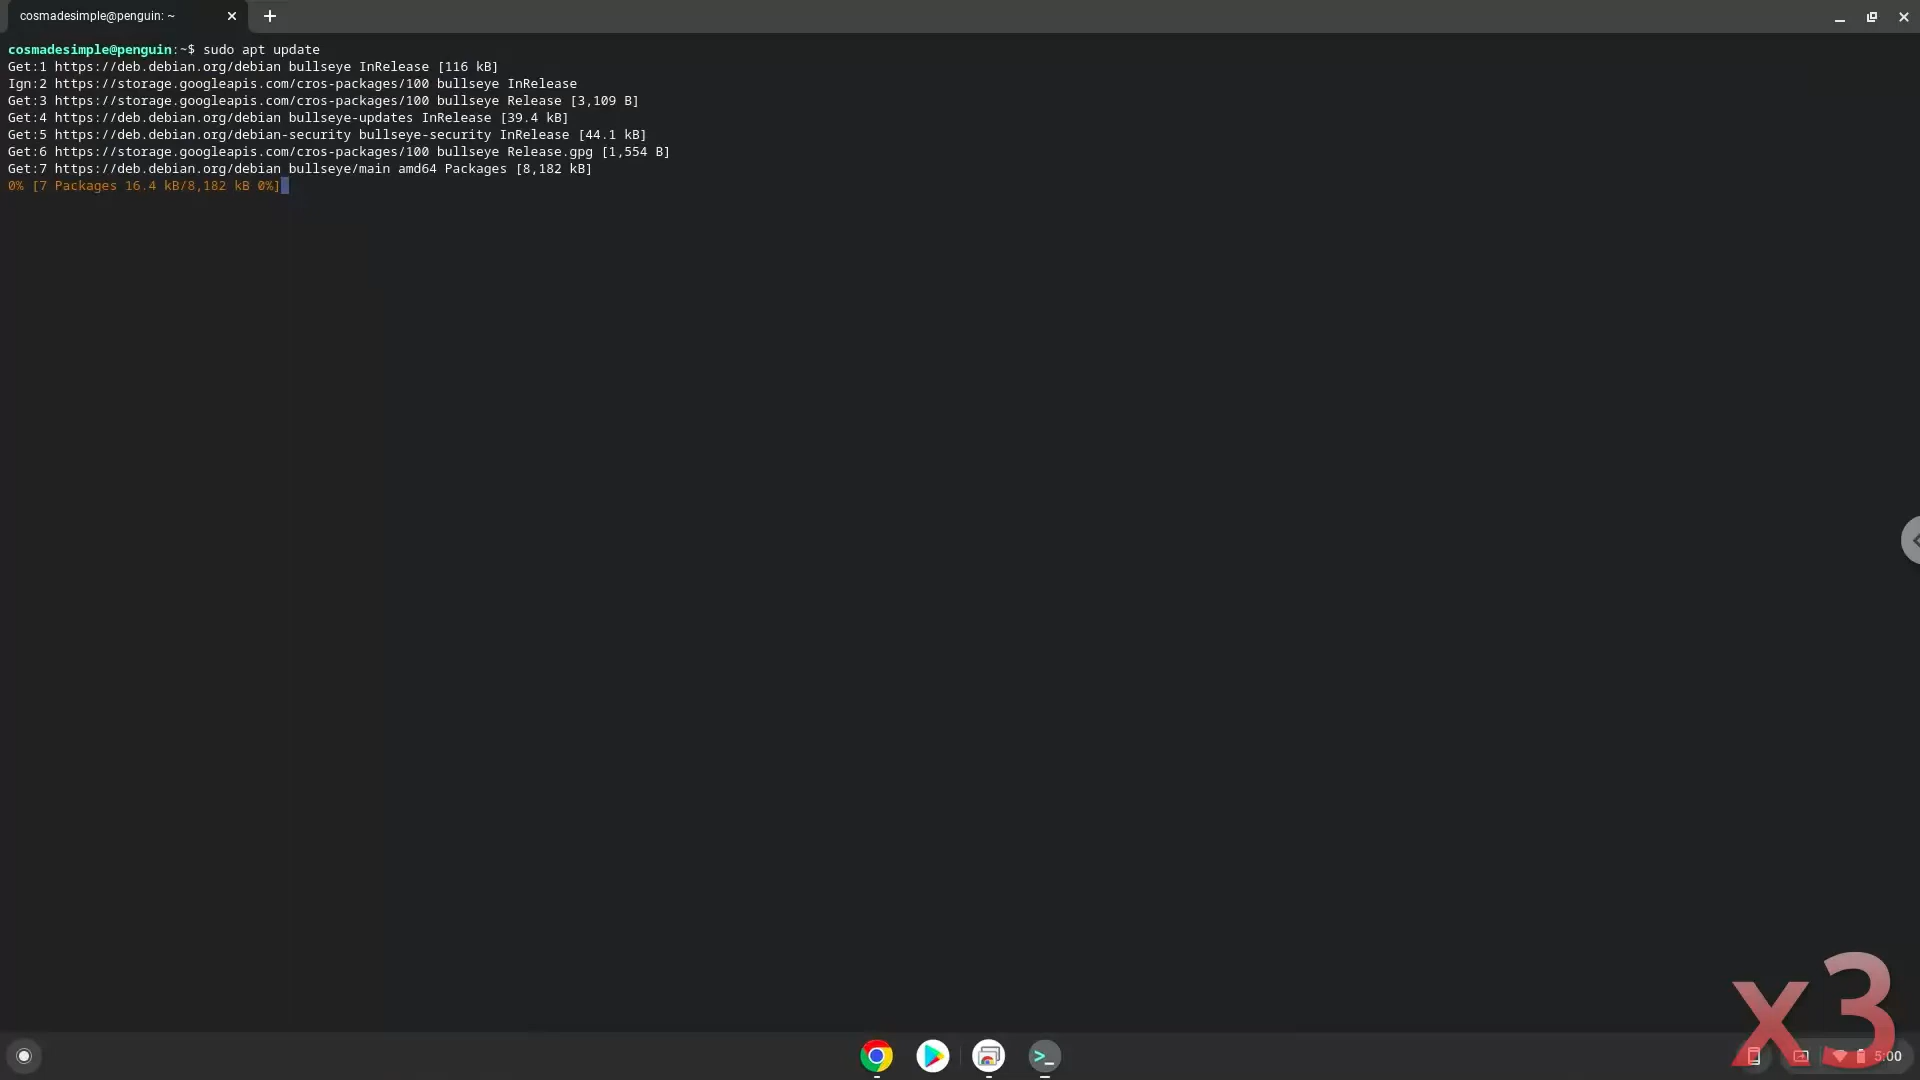 cosmadesimple@penguin: ~
cosmadesimple@penguin:~$ sudo apt update
Get:1 https://deb.debian.org/debian bullseye InRelease [116 kB]
Ign:2 https://storage.googleapis.com/cros-packages/100 bullseye InRelease
Get:3 https://storage.googleapis.com/cros-packages/100 bullseye Release [3,109 B]
Get:4 https://deb.debian.org/debian bullseye-updates InRelease [39.4 kB]
Get:5 https://deb.debian.org/debian-security bullseye-security InRelease [44.1 kB]
Get:6 https://storage.googleapis.com/cros-packages/100 bullseye Release.gpg [1,554 B]
Get:7 https://deb.debian.org/debian bullseye/main amd64 Packages [8,182 kB]
0% [7 Packages 16.4 kB/8,182 kB 0%]
x3
5:00